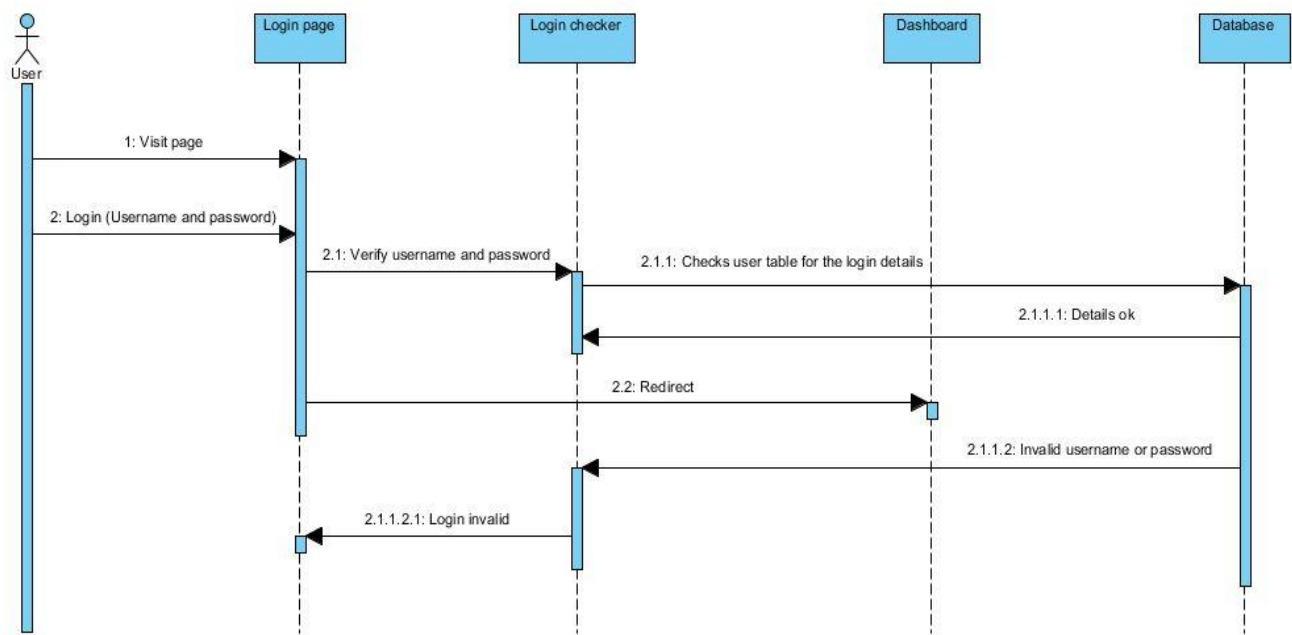 Login page
Login checker
Dashboard
Database
User
1: Visit page
2: Login (Username and password)
2.1: Verify username and password
2.1.1: Checks user table for the login details
2.1.1.1: Details ok
2.2: Redirect
2.1.1.2: Invalid username or password
2.1.1.2.1: Login invalid